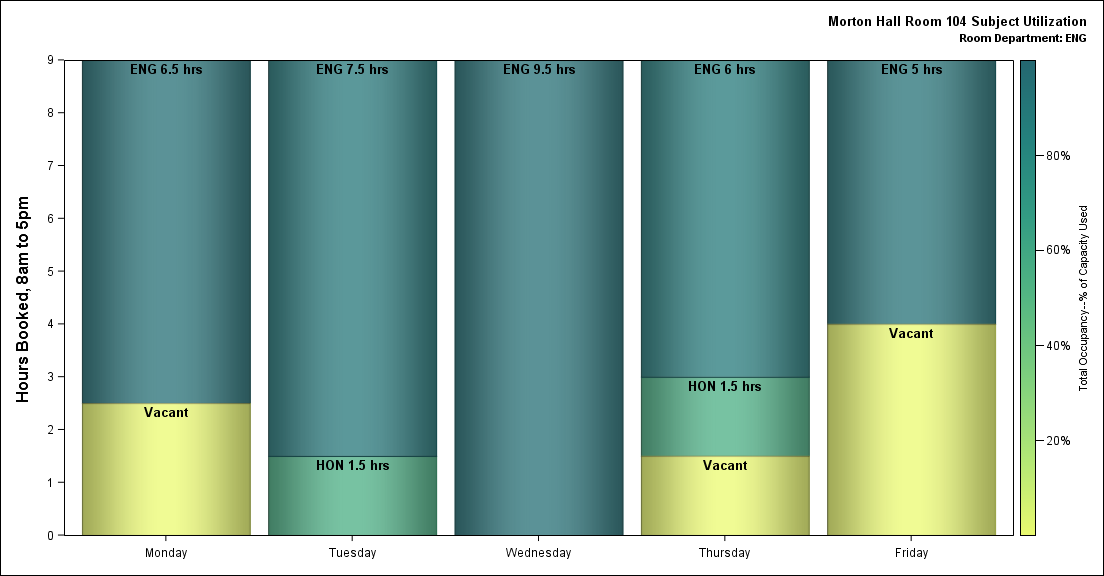 Morton Hall Room 104 Subject Utilization
Room Department: ENG
Hours Booked, 8am to 5pm
9
8
7
6
5
4
3
2
1
0
ENG 6.5 hrs
Vacant
ENG 7.5 hrs
HON 1.5 hrs
ENG 9.5 hrs
ENG 6 hrs
HON 1.5 hrs
Vacant
ENG 5 hrs
Vacant
Monday
Tuesday
Wednesday
Thursday
Friday
80%
60%
40%
20%
Total Occupancy--% of Capacity Used